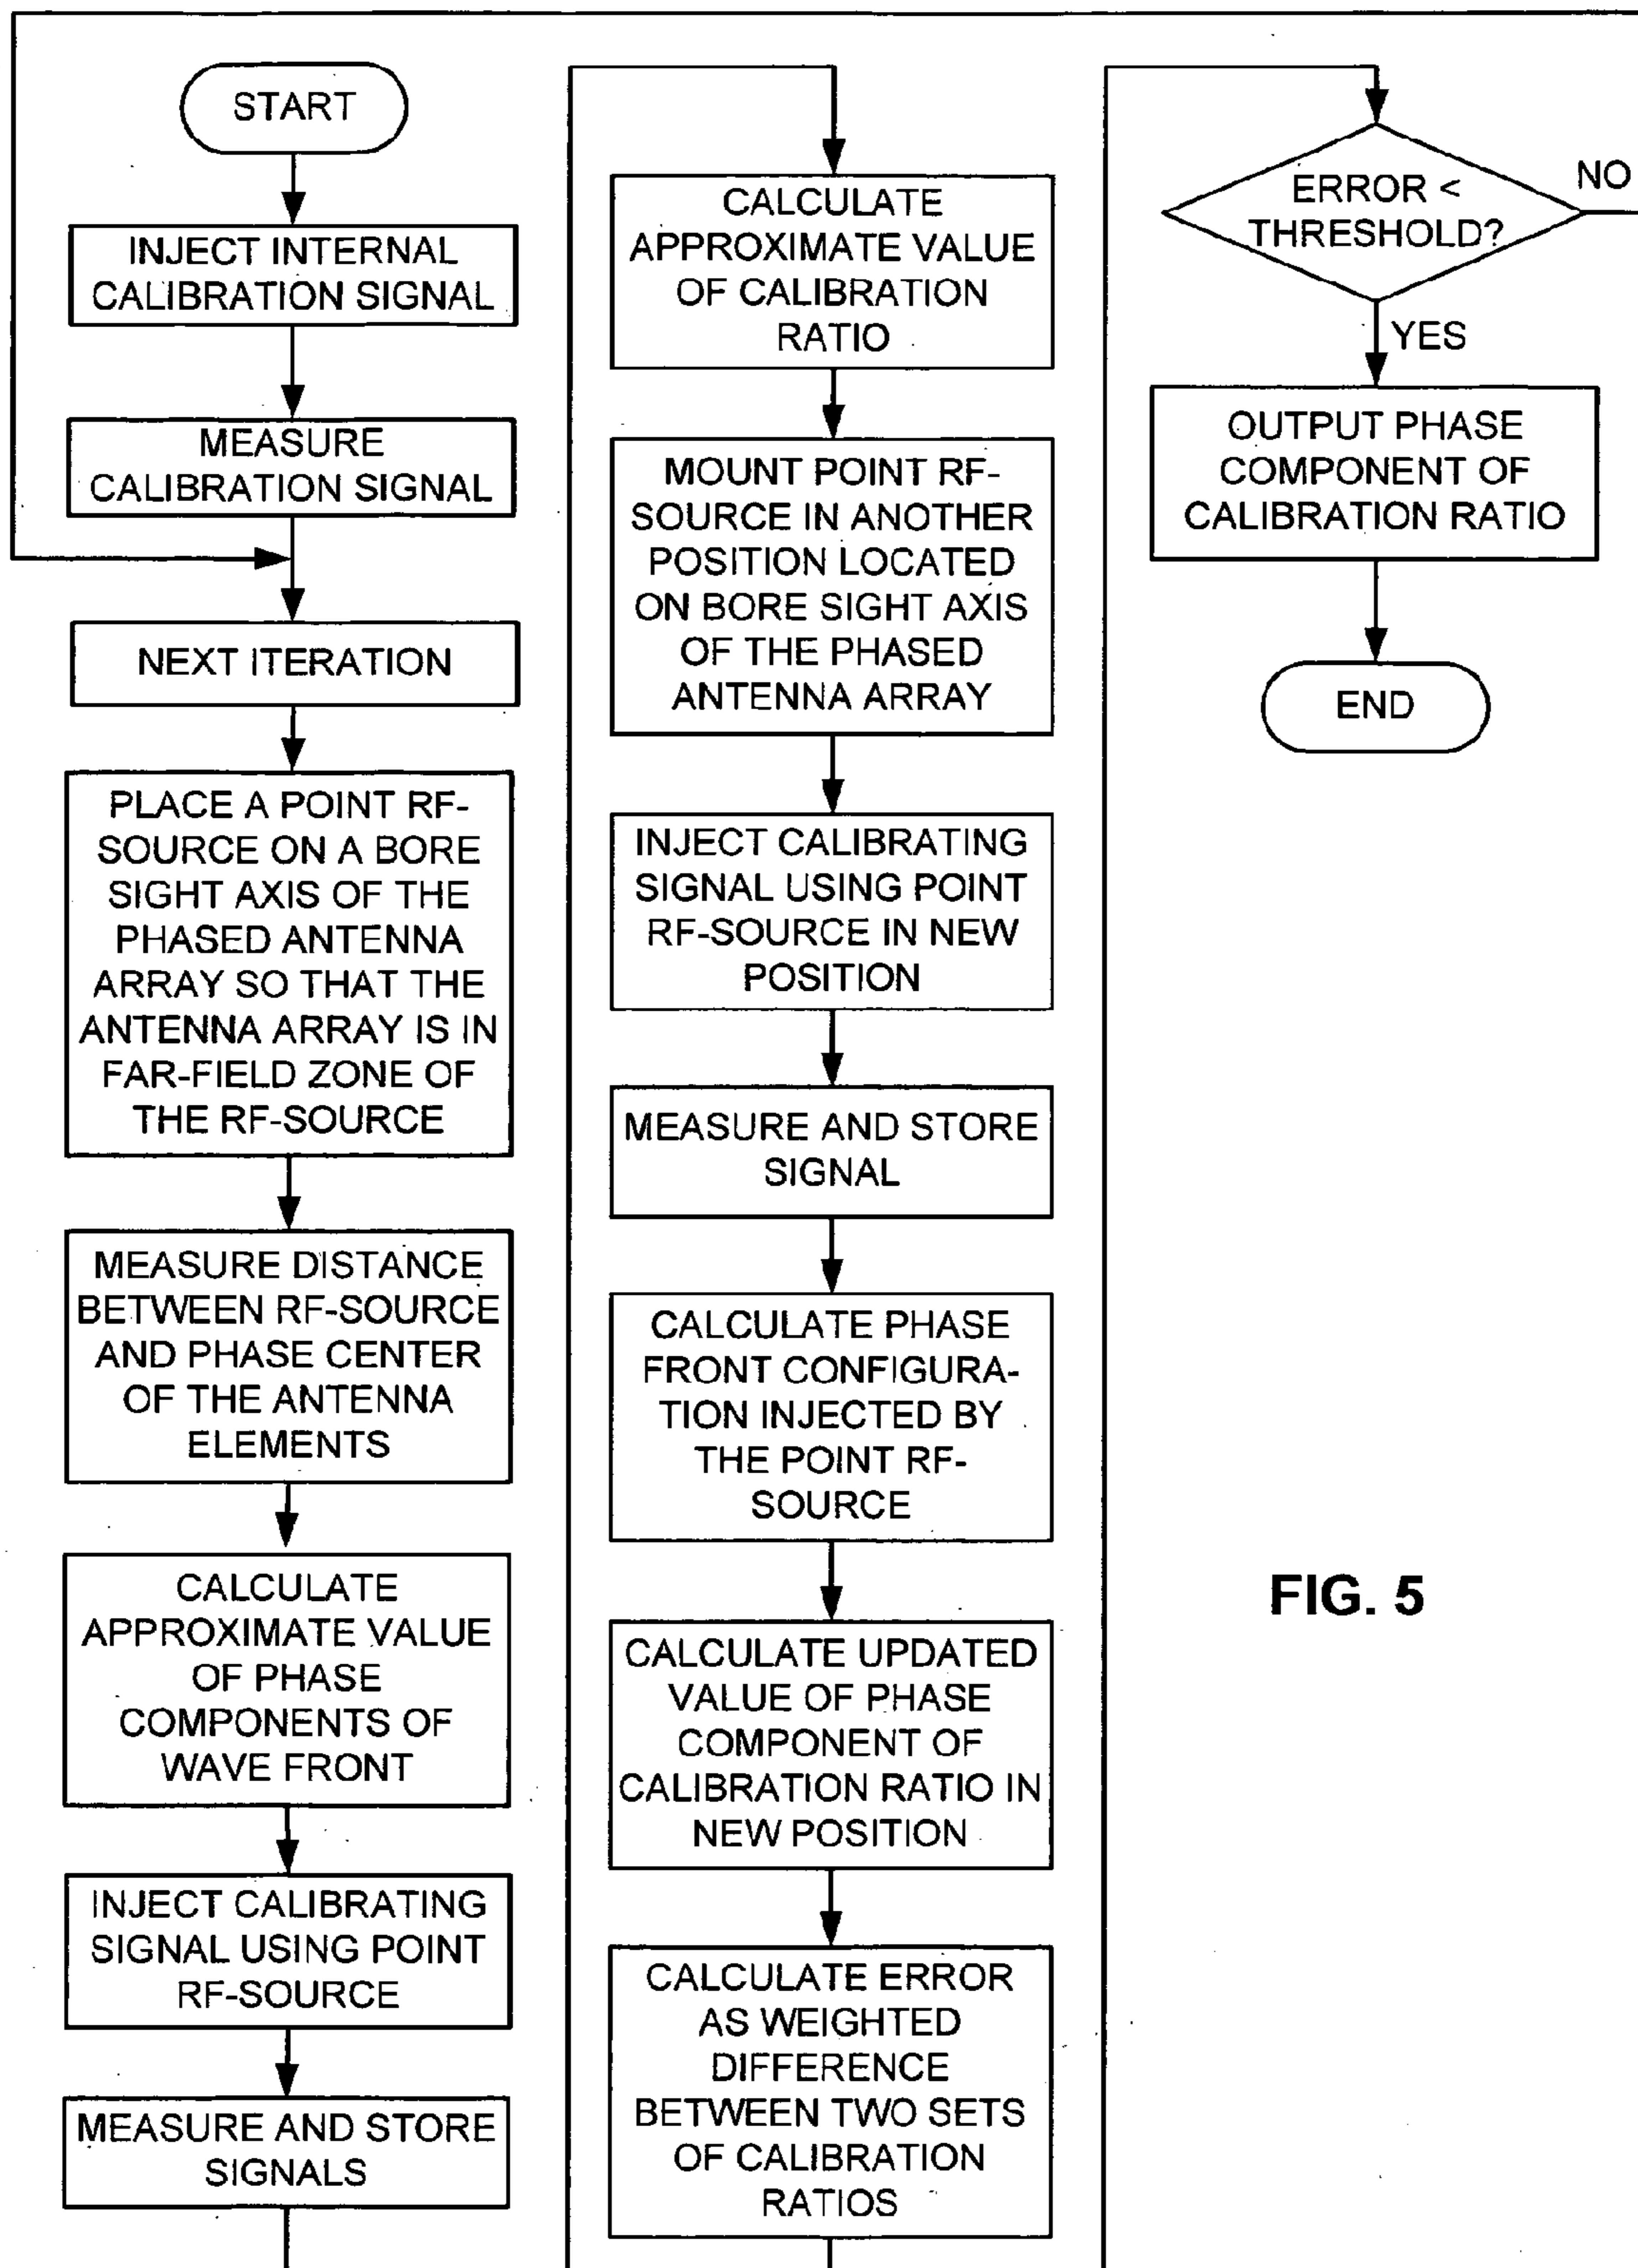 START
INJECT INTERNAL
CALIBRATION SIGNAL
MEASURE
CALIBRATION SIGNAL
NEXT ITERATION
PLACE A POINT RF-
SOURCE ON A BORE
SIGHT AXIS OF THE
PHASED ANTENNA
ARRAY SO THAT THE
ANTENNA ARRAY IS IN
FAR-FIELD ZONE OF
THE RF-SOURCE
MEASURE DISTANCE
BETWEEN RF-SOURCE
AND PHASE CENTER
OF THE ANTENNA
ELEMENTS
CALCULATE
APPROXIMATE VALUE
OF PHASE
COMPONENTS OF
WAVE FRONT
INJECT CALIBRATING
SIGNAL USING POINT
RF-SOURCE
MEASURE AND STORE
SIGNALS
CALCULATE
APPROXIMATE VALUE
OF CALIBRATION
RATIO
MOUNT POINT RF-
SOURCE IN ANOTHER
POSITION LOCATED
ON BORE SIGHT AXIS
OF THE PHASED
ANTENNA ARRAY
INJECT CALIBRATING
SIGNAL USING POINT
RF-SOURCE IN NEW
POSITION
MEASURE AND STORE
SIGNAL
CALCULATE PHASE
FRONT CONFIGURA-
TION INJECTED BY
THE POINT RF-
SOURCE
CALCULATE UPDATED
VALUE OF PHASE
COMPONENT OF
CALIBRATION RATIO IN
NEW POSITION
CALCULATE ERROR
AS WEIGHTED
DIFFERENCE
BETWEEN TWO SETS
OF CALIBRATION
RATIOS
ERROR <
THRESHOLD?
NO
YES
OUTPUT PHASE
COMPONENT OF
CALIBRATION RATIO
END
FIG. 5